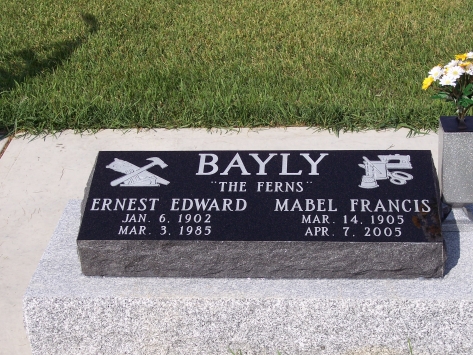 BAYLY
"THE FERNS"
ERNEST EDWARD MABEL FRANCIS
JAN. 6, 1902 MAR. 14, 1905
MAR. 3, 1985 APR. 7, 2005